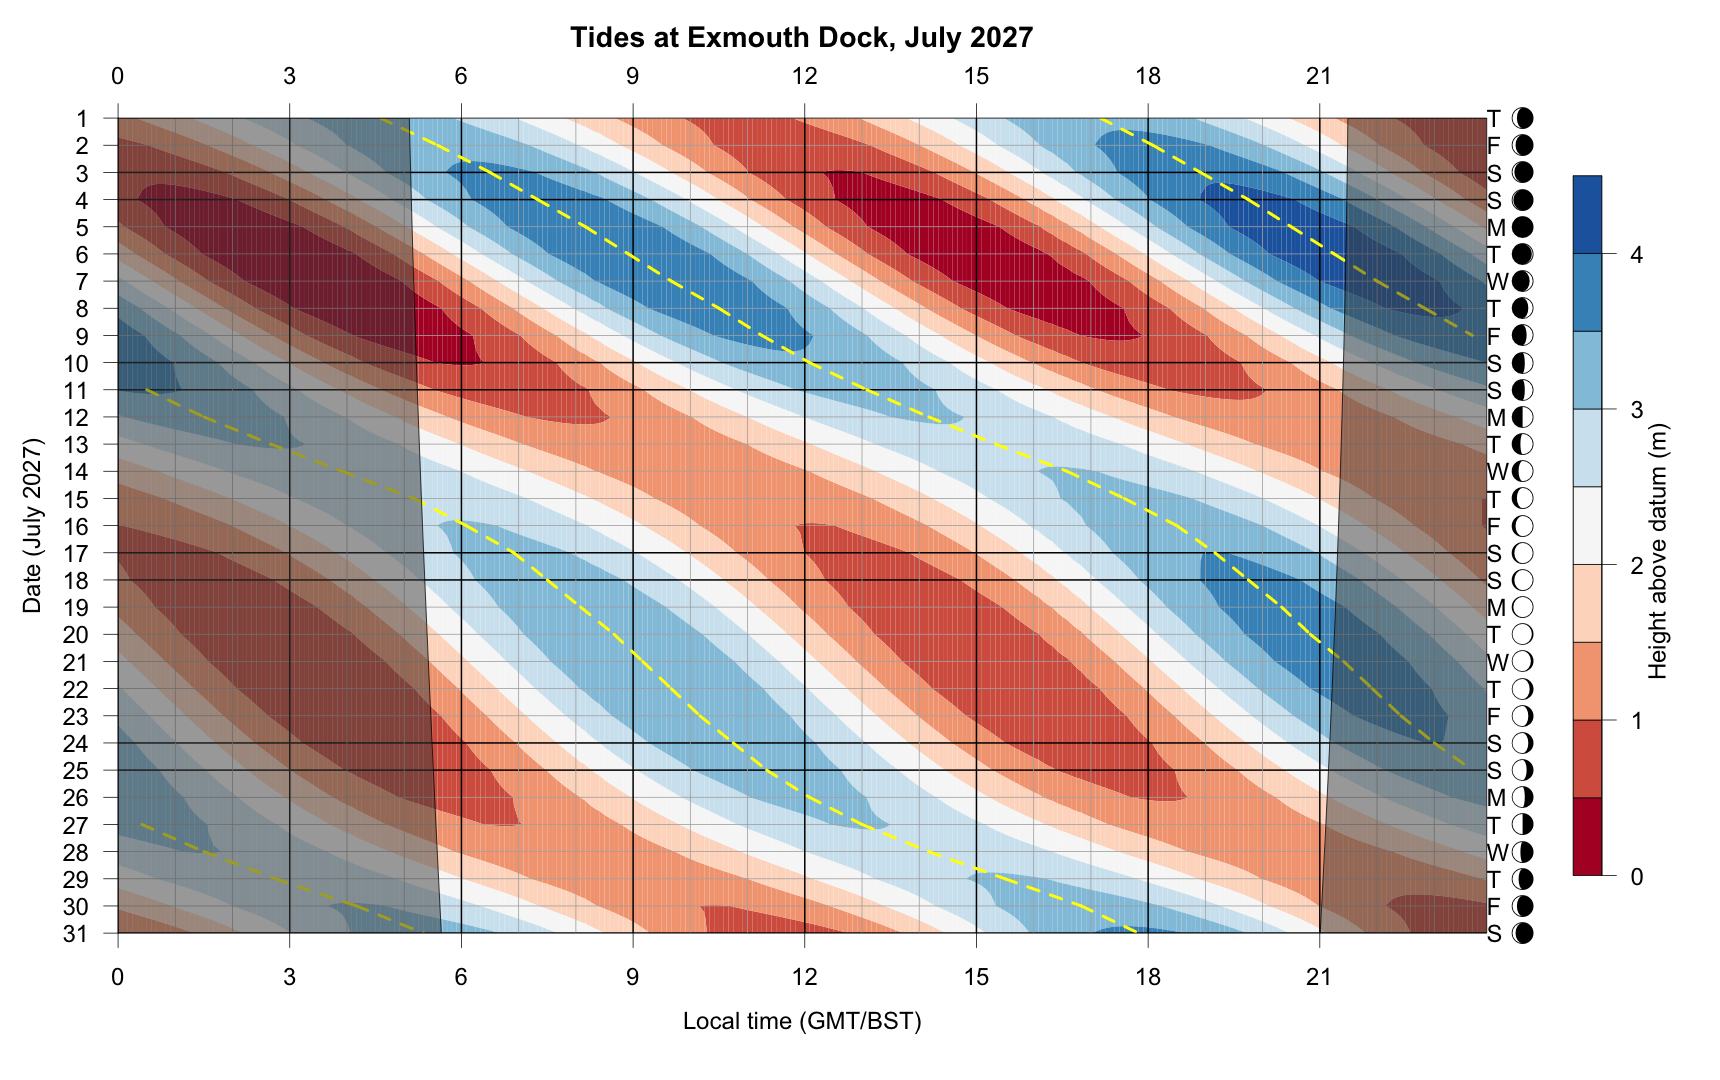 Tides at Exmouth Dock, July 2027
0 3 6 9 12 15 18 21
1 T
2 F
3 S
4 S
5 M
6 T
7 W
8 T
9 F
10 S
11 S
12 M
13 T
14 W
15 T
16 F
17 S
18 S
19 M
20 T
21 W
22 T
23 F
24 S
25 S
26 M
27 T
28 W
29 T
30 F
31 S
Date (July 2027)
0 3 6 9 12 15 18 21
Local time (GMT/BST)
4
3
2
1
0
Height above datum (m)